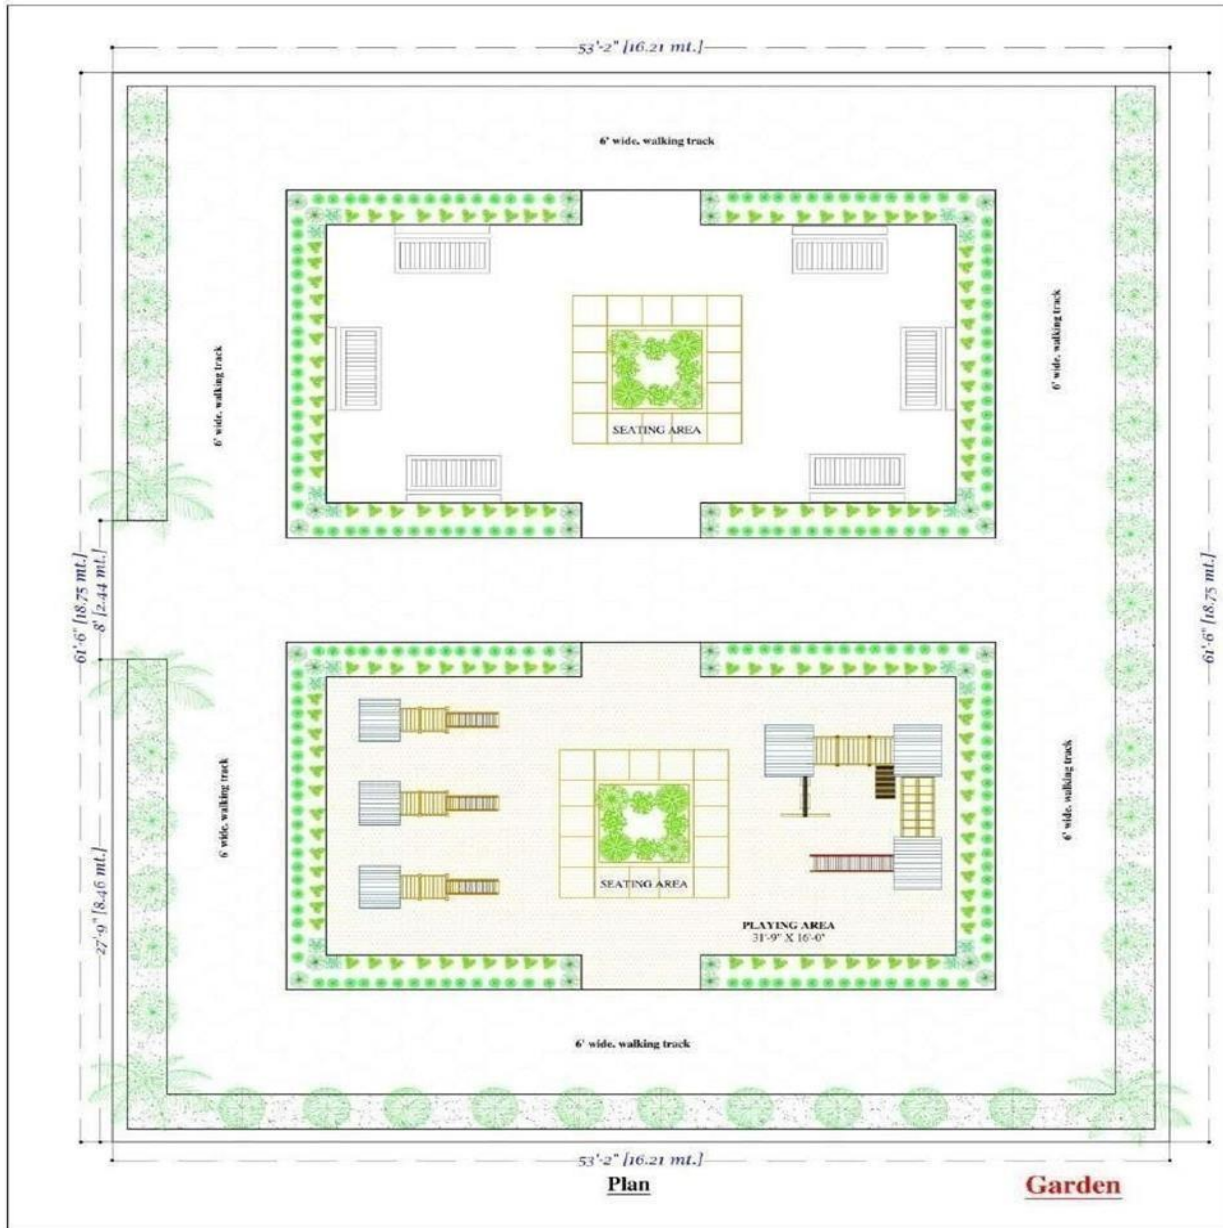 53'-2" [16.21 mt.]
6' wide. walking track
6' wide. walking track
6' wide. walking track
SEATING AREA
61'-6" [18.75 mt.]
8' [2.44 mt.]
61'-6" [18.75 mt.]
6' wide. walking track
6' wide. walking track
27'-9" [8.46 mt.]
SEATING AREA
PLAYING AREA
31'-9" X 16'-0"
6' wide. walking track
53'-2" [16.21 mt.]
Plan
Garden